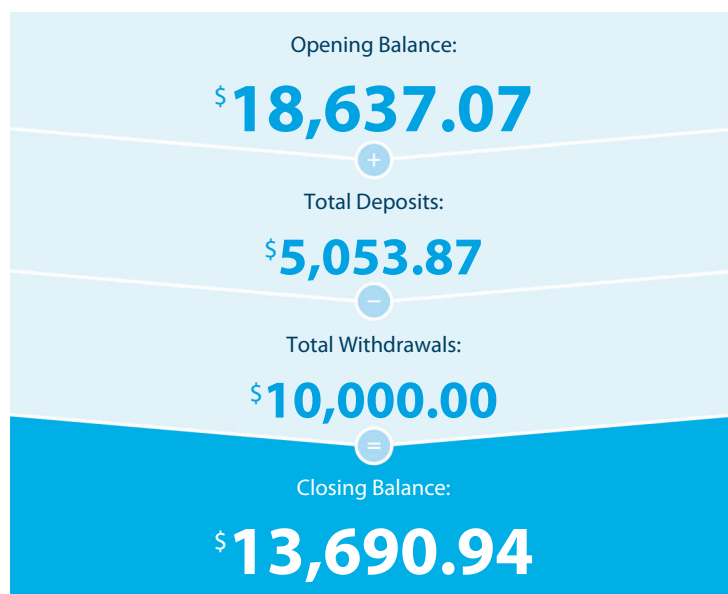 Opening Balance:
$18,637.07
+
Total Deposits:
$5,053.87
−
Total Withdrawals:
$10,000.00
=
Closing Balance:
$13,690.94